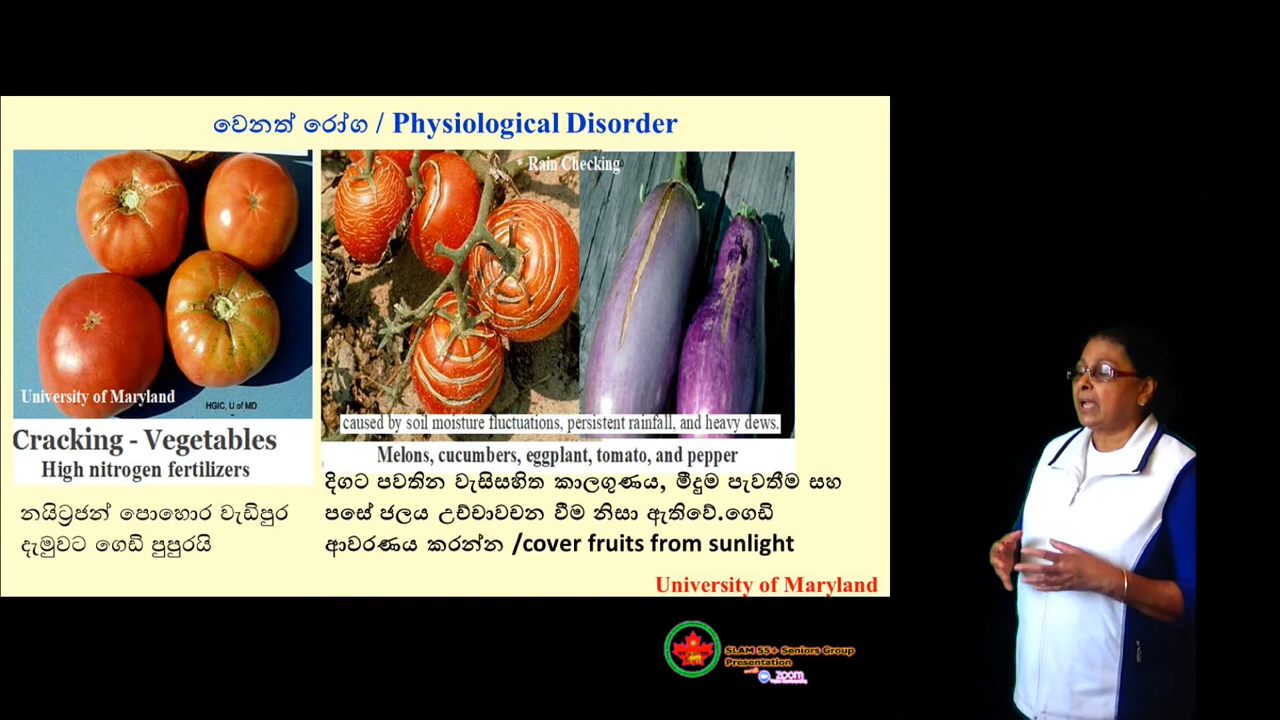 වෙනත් රෝග / Physiological Disorder
Rain Checking
University of Maryland
HGIC, U of MD
caused by soil moisture fluctuations, persistent rainfall, and heavy dews.
Cracking - Vegetables
High nitrogen fertilizers
Melons, cucumbers, eggplant, tomato, and pepper
නයිට්‍රජන් පොහොර වැඩිපුර
දැමුවට ගෙඩි පුපුරයි
දිගට පවතින වැසිසහිත කාලගුණය, මීදුම පැවතීම සහ
පසේ ජලය උච්චාවචන වීම නිසා ඇතිවේ.ගෙඩි
ආවරණය කරන්න /cover fruits from sunlight
University of Maryland
SLAM 55+ Seniors Group
Presentation
zoom